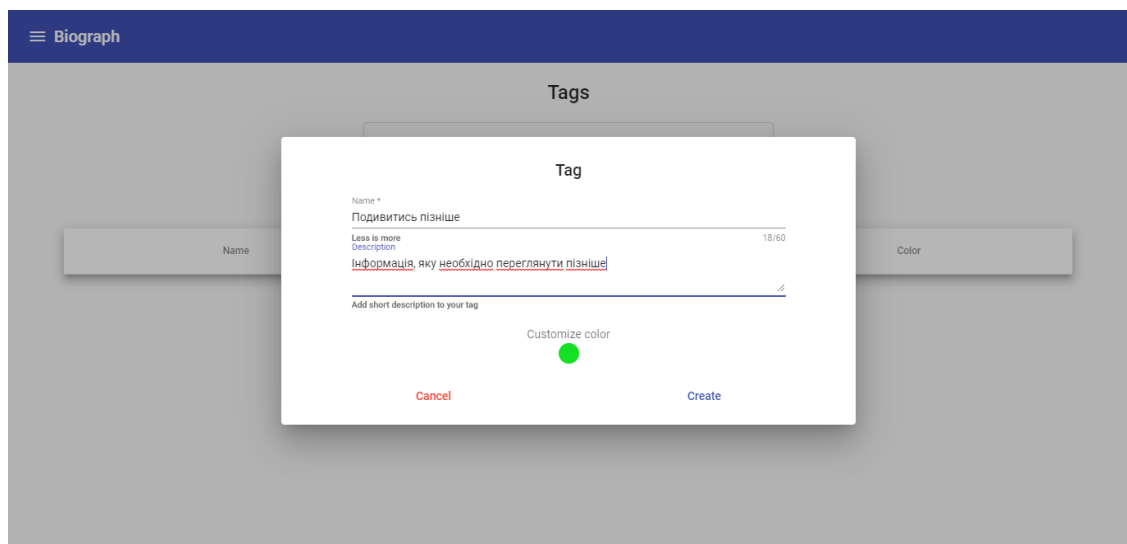 Biograph
Tags
Tag
Name *
Подивитись пізніше
Less is more 18/60
Description
Інформація, яку необхідно переглянути пізніше
Add short description to your tag
Customize color
Cancel Create
Name Color